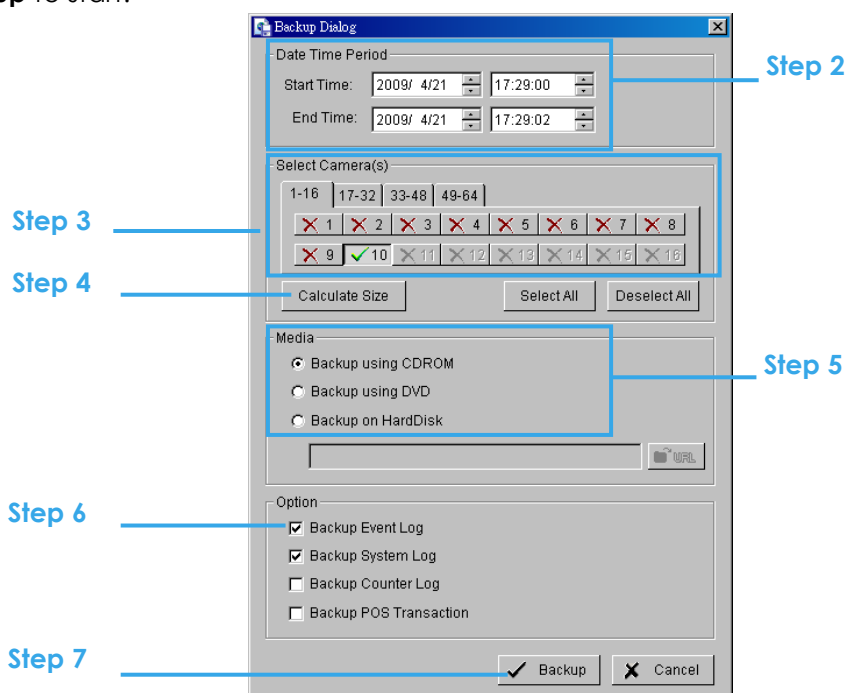 to start.
Backup Dialog
Date Time Period
Step 2
Start Time: 2009/ 4/21 17:29:00
End Time: 2009/ 4/21 17:29:02
Select Camera(s)
1-16 17-32 33-48 49-64
Step 3
1 2 3 4 5 6 7 8
9 10 11 12 13 14 15 16
Step 4
Calculate Size Select All Deselect All
Media
Backup using CDROM
Step 5
Backup using DVD
Backup on HardDisk
URL
Option
Step 6
Backup Event Log
Backup System Log
Backup Counter Log
Backup POS Transaction
Step 7
Backup Cancel